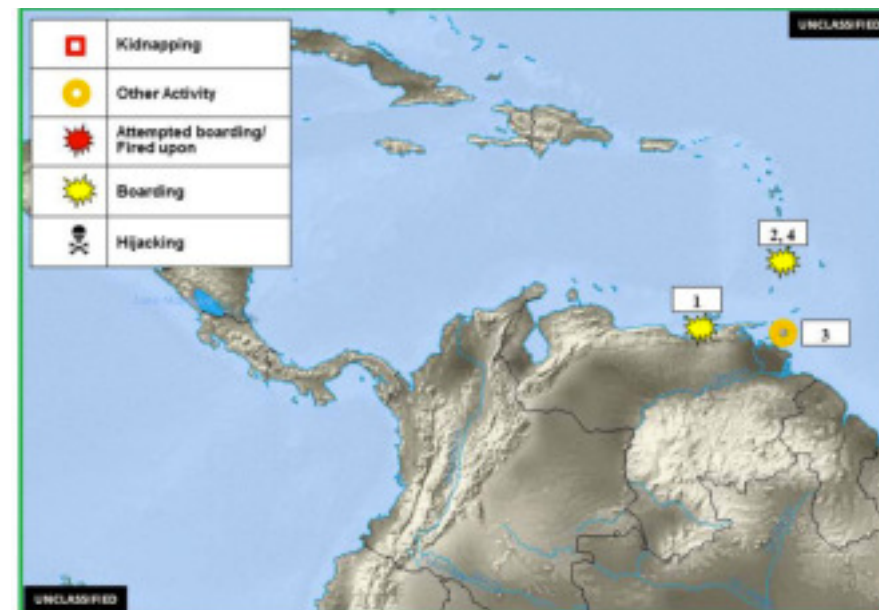 UNCLASSIFIED
Kidnapping
Other Activity
Attempted boarding/
Fired upon
Boarding
Hijacking
2, 4
1
3
UNCLASSIFIED